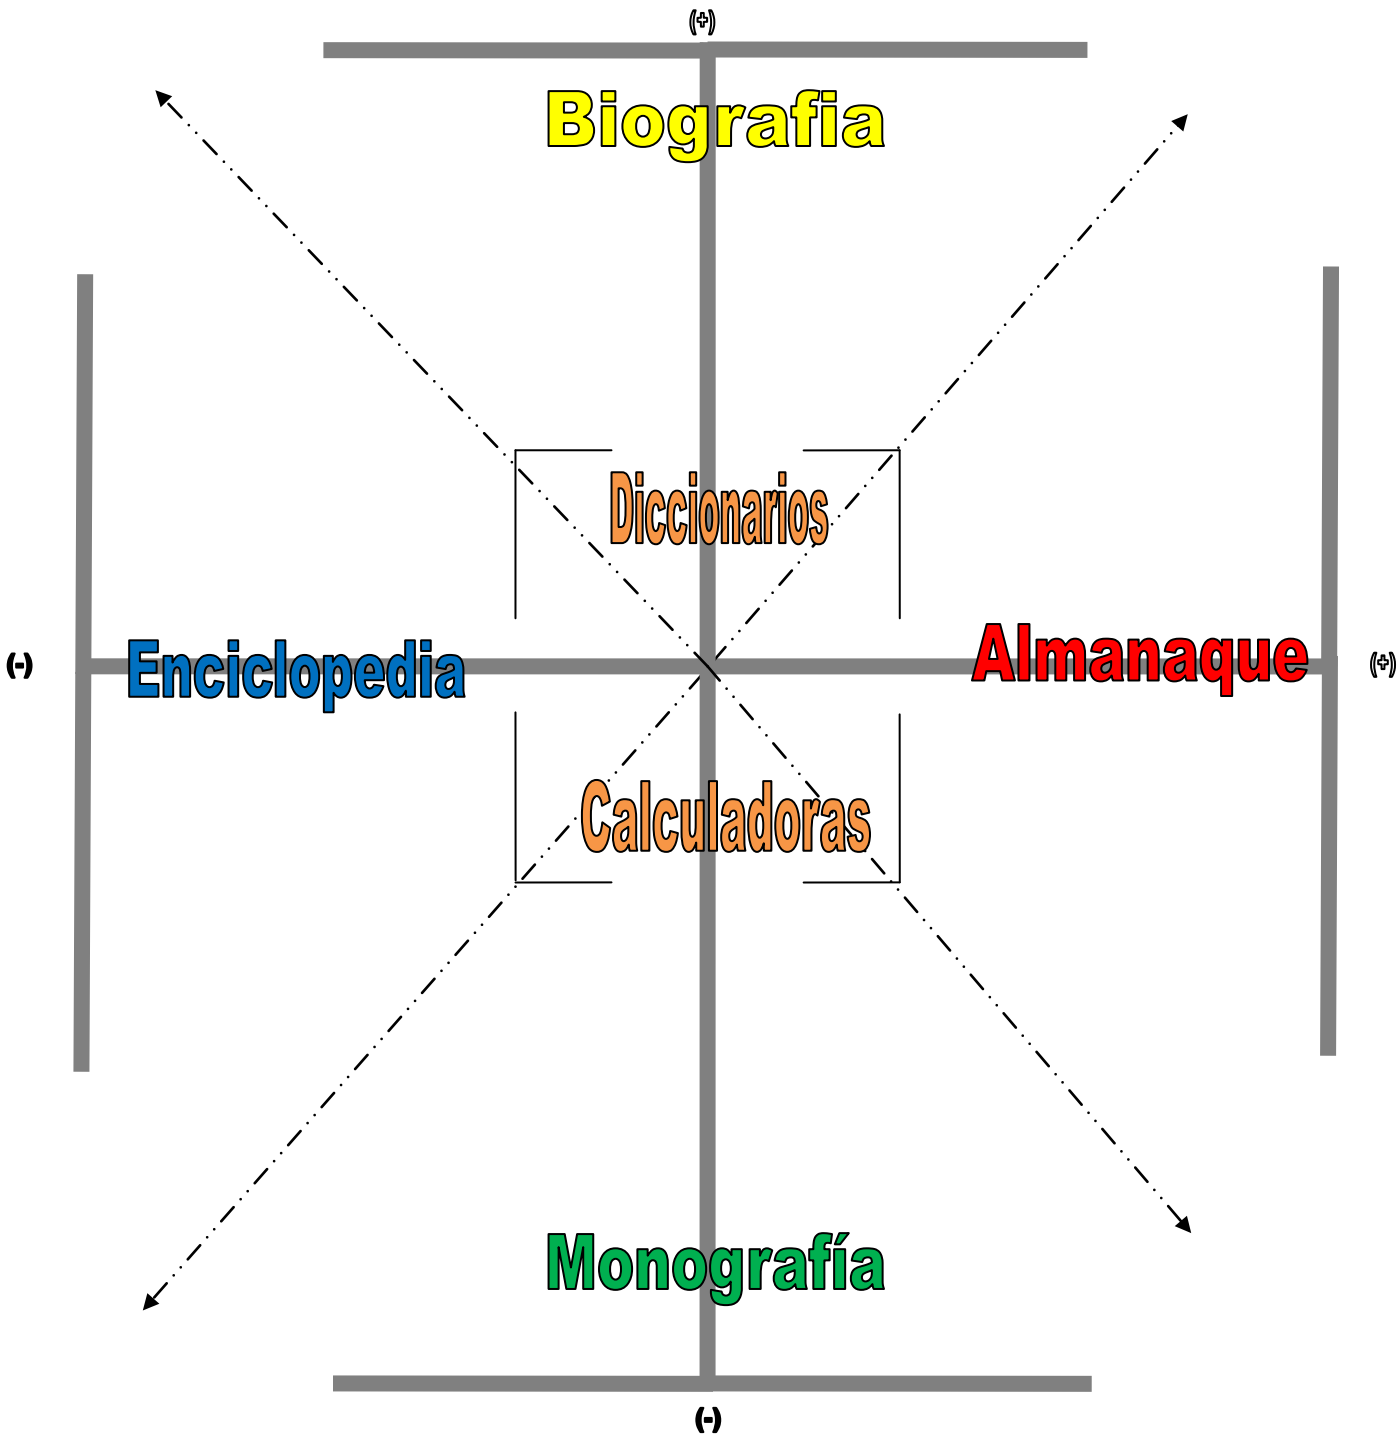 (+)
Biografia
Diccionarios
(-)
Enciclopedia
Almanaque
(+)
Calculadoras
Monografía
(-)